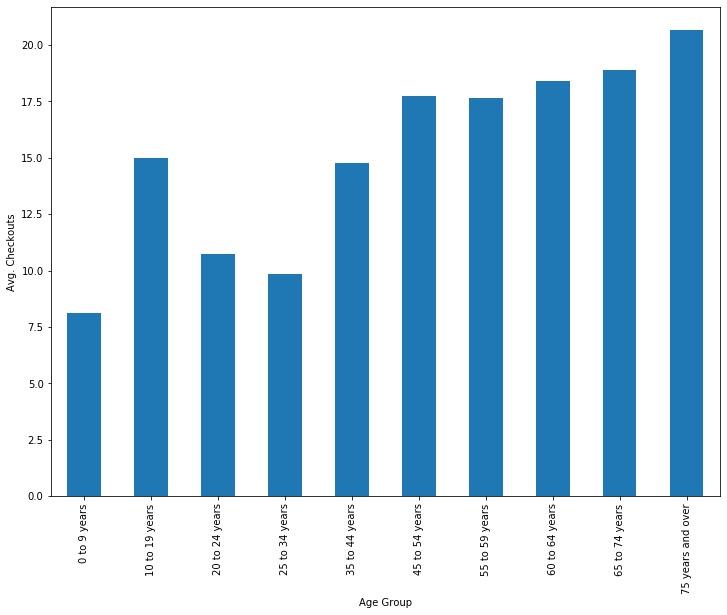 Avg. Checkouts
20.0
17.5
15.0
12.5
10.0
7.5
5.0
2.5
0.0
0 to 9 years
10 to 19 years
20 to 24 years
25 to 34 years
35 to 44 years
45 to 54 years
55 to 59 years
60 to 64 years
65 to 74 years
75 years and over
Age Group